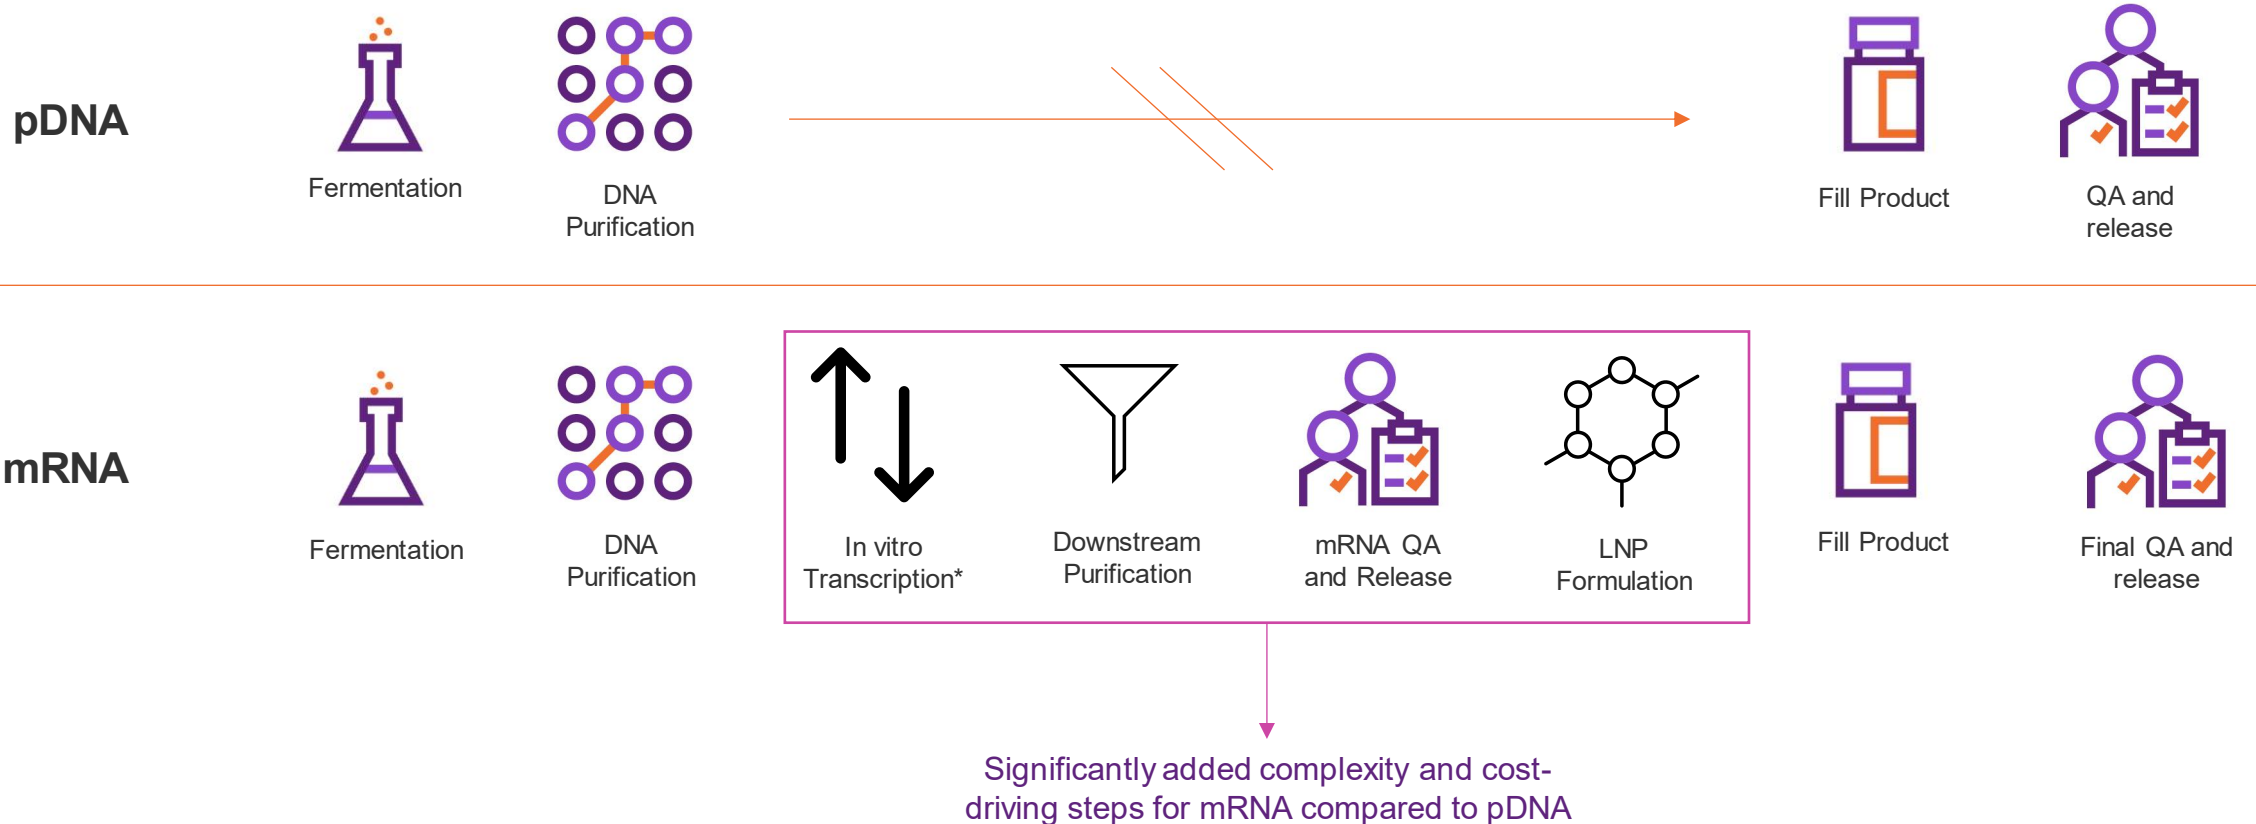 pDNA
Fermentation
DNA
Purification
Fill Product
QA and
release
mRNA
Fermentation
DNA
Purification
In vitro
Transcription*
Downstream
Purification
mRNA QA
and Release
LNP
Formulation
Fill Product
Final QA and
release
Significantly added complexity and cost-
driving steps for mRNA compared to pDNA